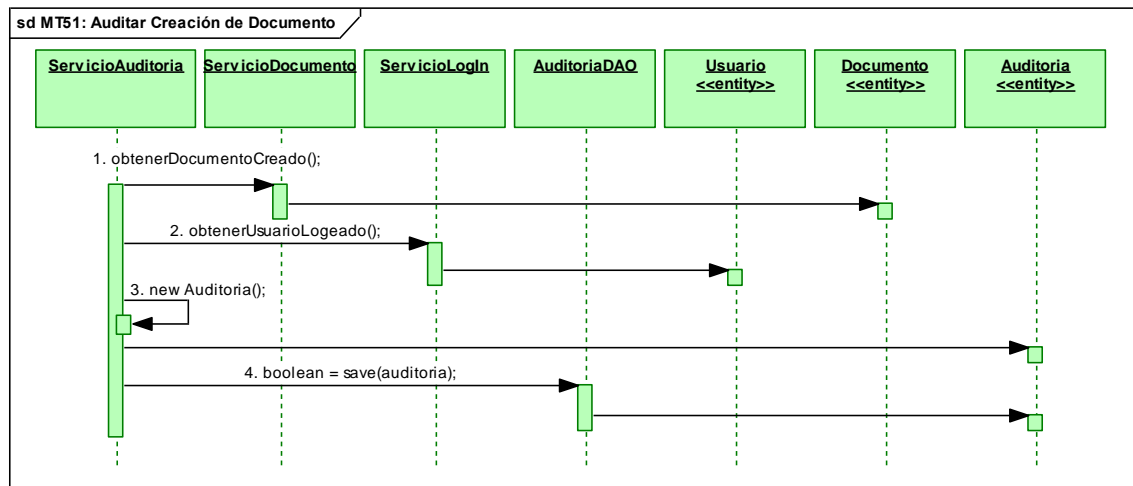 sd MT51: Auditar Creación de Documento
ServicioAuditoria
ServicioDocumento
ServicioLogIn
AuditoriaDAO
Usuario
<<entity>>
Documento
<<entity>>
Auditoria
<<entity>>
1. obtenerDocumentoCreado();
2. obtenerUsuarioLogeado();
3. new Auditoria();
4. boolean = save(auditoria);